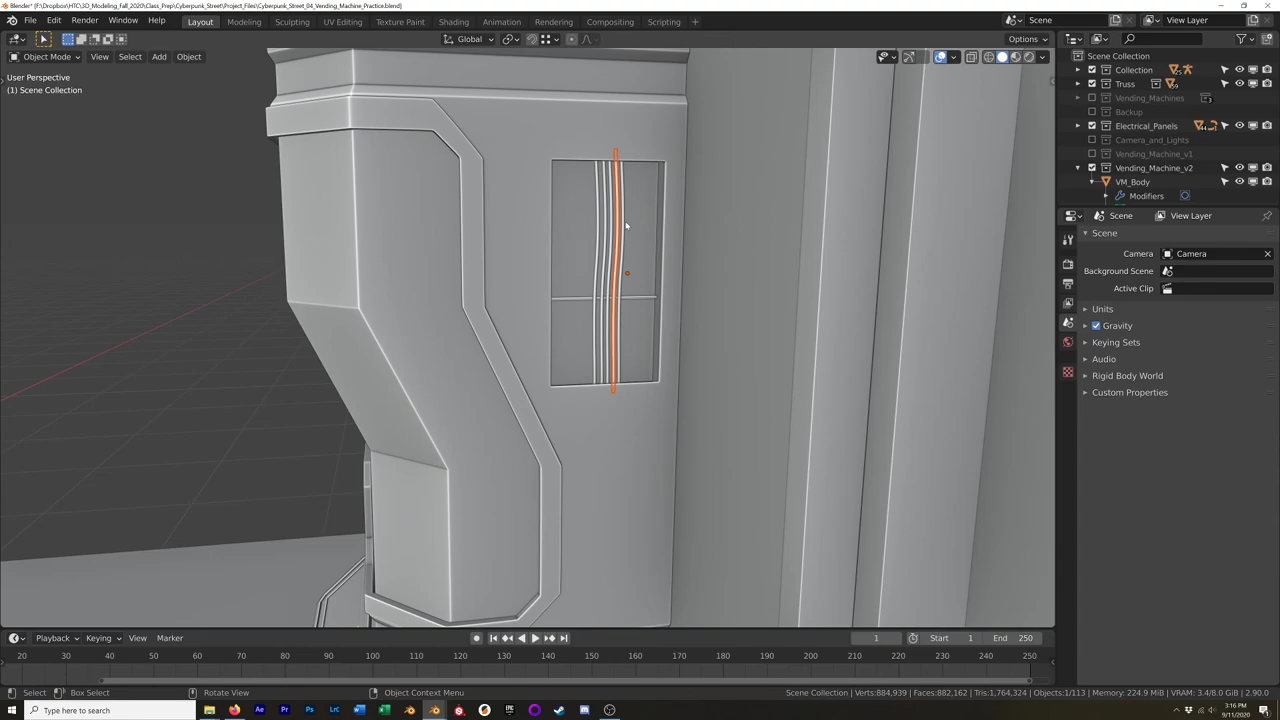 Blender* [F:\Dropbox\HTC\3D_Modeling_Fall_2020\Class_Prep\Cyberpunk_Street\Project_Files\Cyberpunk_Street_04_Vending_Machine_Practice.blend]
File Edit Render Window Help Layout Modeling Sculpting UV Editing Texture Paint Shading Animation Rendering Compositing Scripting + Scene View Layer
Global Options
Object Mode View Select Add Object
User Perspective
(1) Scene Collection
Scene Collection
Collection
Truss
Vending_Machines
Backup
Electrical_Panels
Camera_and_Lights
Vending_Machine_v1
Vending_Machine_v2
VM_Body
Modifiers
Scene View Layer
Scene
Camera Camera
Background Scene
Active Clip
Units
Gravity
Keying Sets
Audio
Rigid Body World
Custom Properties
Playback Keying View Marker 1 Start 1 End 250
20 30 40 50 60 70 80 90 100 110 120 130 140 150 160 170 180 190 200 210 220 230 240 250
Select Box Select Rotate View Object Context Menu Scene Collection | Verts:884,939 | Faces:882,162 | Tris:1,764,324 | Objects:1/113 | Memory: 224.9 MiB | VRAM: 3.4/8.0 GiB | 2.90.0
Type here to search
3:16 PM
9/11/2020